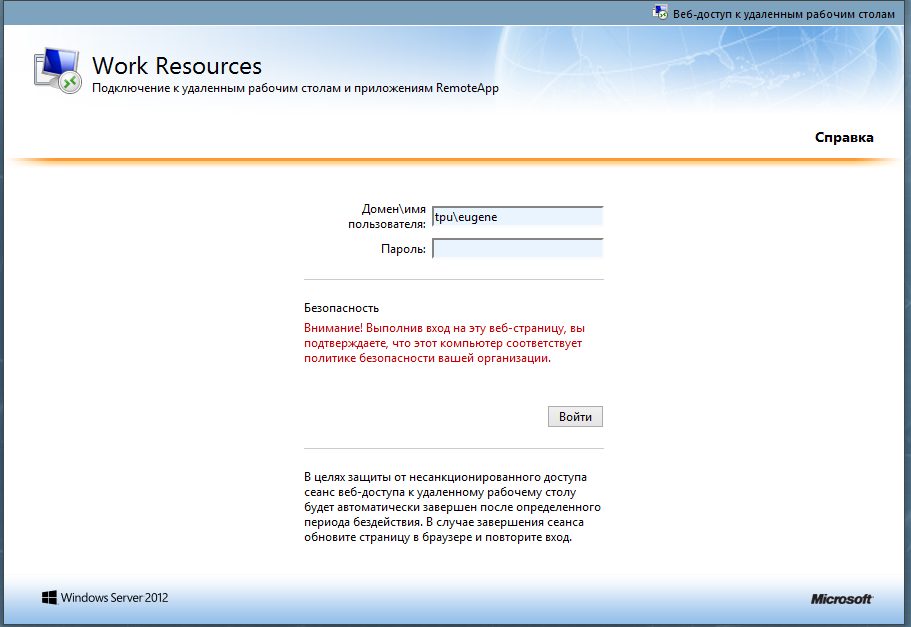 Веб-доступ к удаленным рабочим столам
Work Resources
Подключение к удаленным рабочим столам и приложениям RemoteApp
Справка
Домен\имя
пользователя:
tpu\eugene
Пароль:
Безопасность
Внимание! Выполнив вход на эту веб-страницу, вы
подтверждаете, что этот компьютер соответствует
политике безопасности вашей организации.
Войти
В целях защиты от несанкционированного доступа
сеанс веб-доступа к удаленному рабочему столу
будет автоматически завершен после определенного
периода бездействия. В случае завершения сеанса
обновите страницу в браузере и повторите вход.
Windows Server 2012
Microsoft